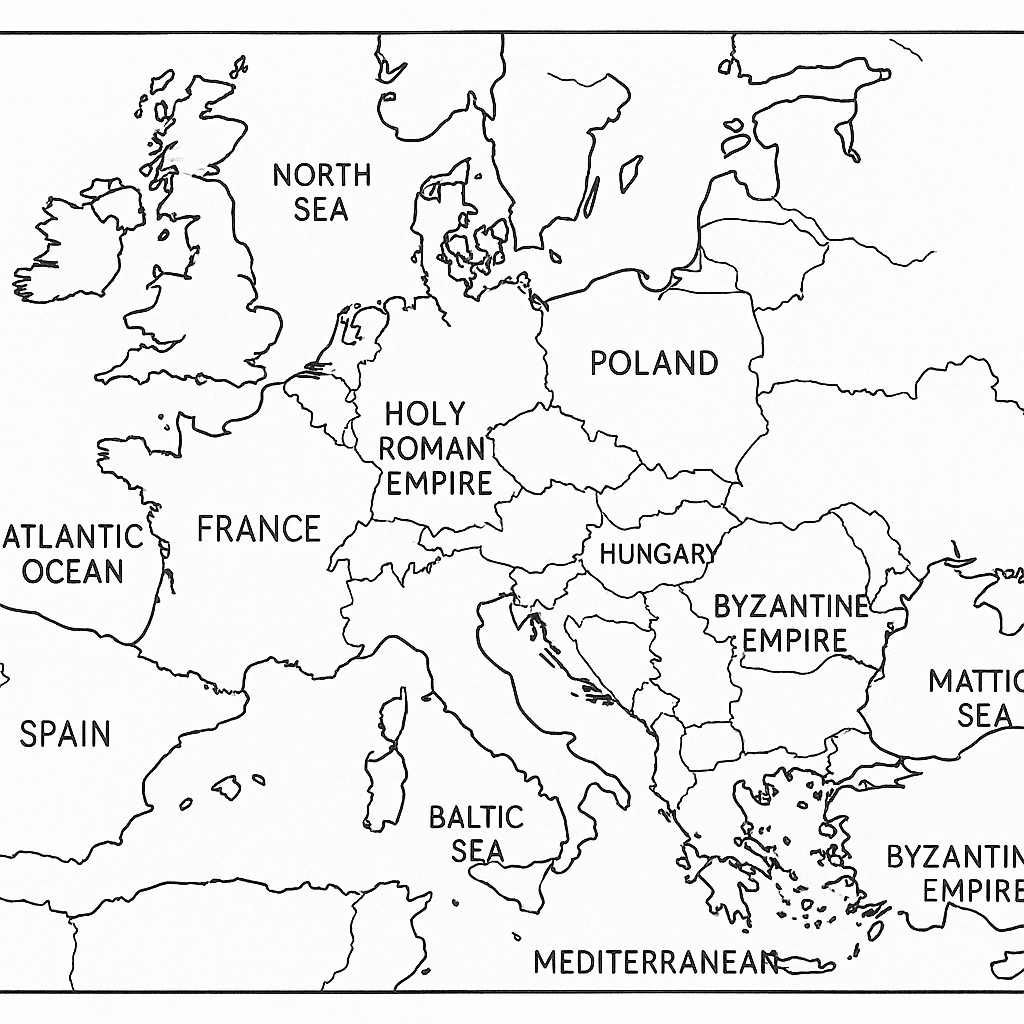 NORTH
SEA
POLAND
HOLY
ROMAN
EMPIRE
FRANCE
ATLANTIC
OCEAN
HUNGARY
BYZANTINE
EMPIRE
MATTIC
SEA
SPAIN
BALTIC
SEA
BYZANTIN
EMPIRE
MEDITERRANEAN